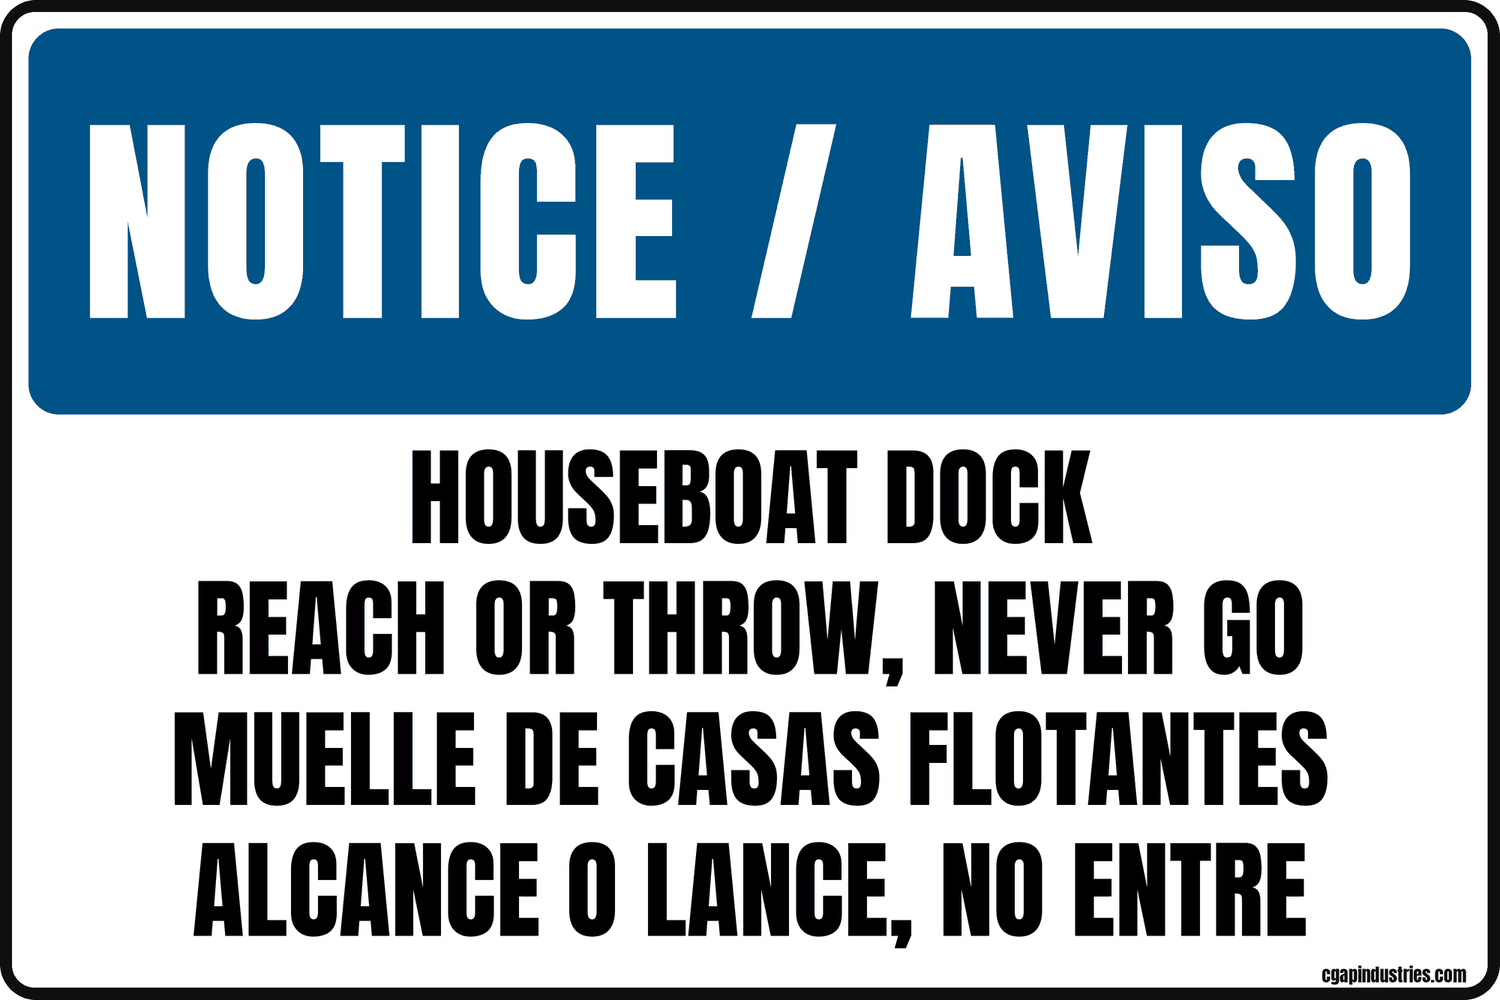 NOTICE / AVISO
HOUSEBOAT DOCK
REACH OR THROW, NEVER GO
MUELLE DE CASAS FLOTANTES
ALCANCE O LANCE, NO ENTRE
cgapindustries.com